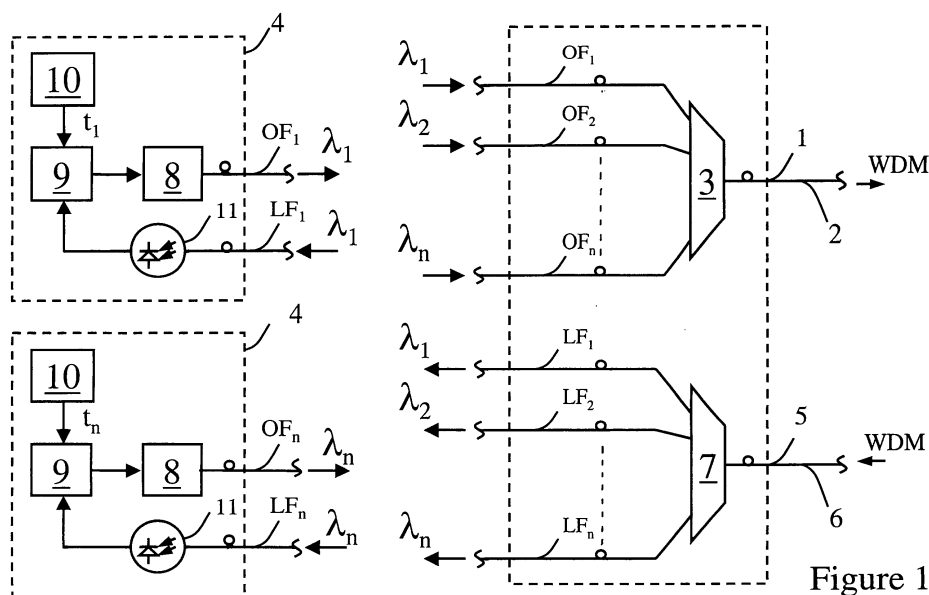 4
10
t1
9
8
OF1
λ1
11
LF1
λ1
4
10
tn
9
8
OFn
λn
11
LFn
λn
λ1
OF1
λ2
OF2
λn
OFn
3
1
WDM
2
λ1
LF1
λ2
LF2
λn
LFn
7
5
WDM
6
Figure 1